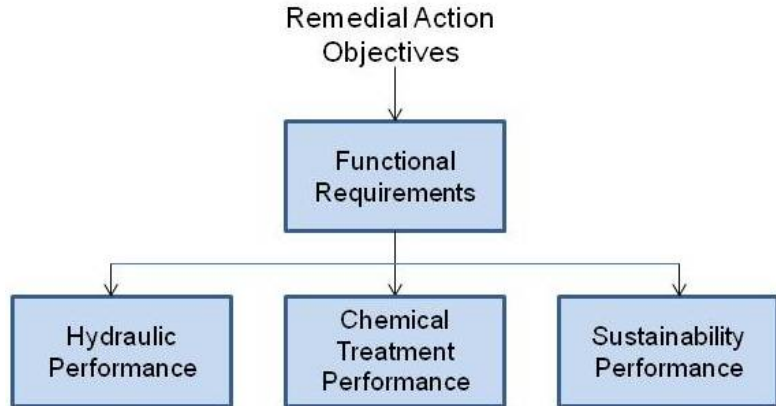 Remedial Action
Objectives
Functional
Requirements
Hydraulic
Performance
Chemical
Treatment
Performance
Sustainability
Performance